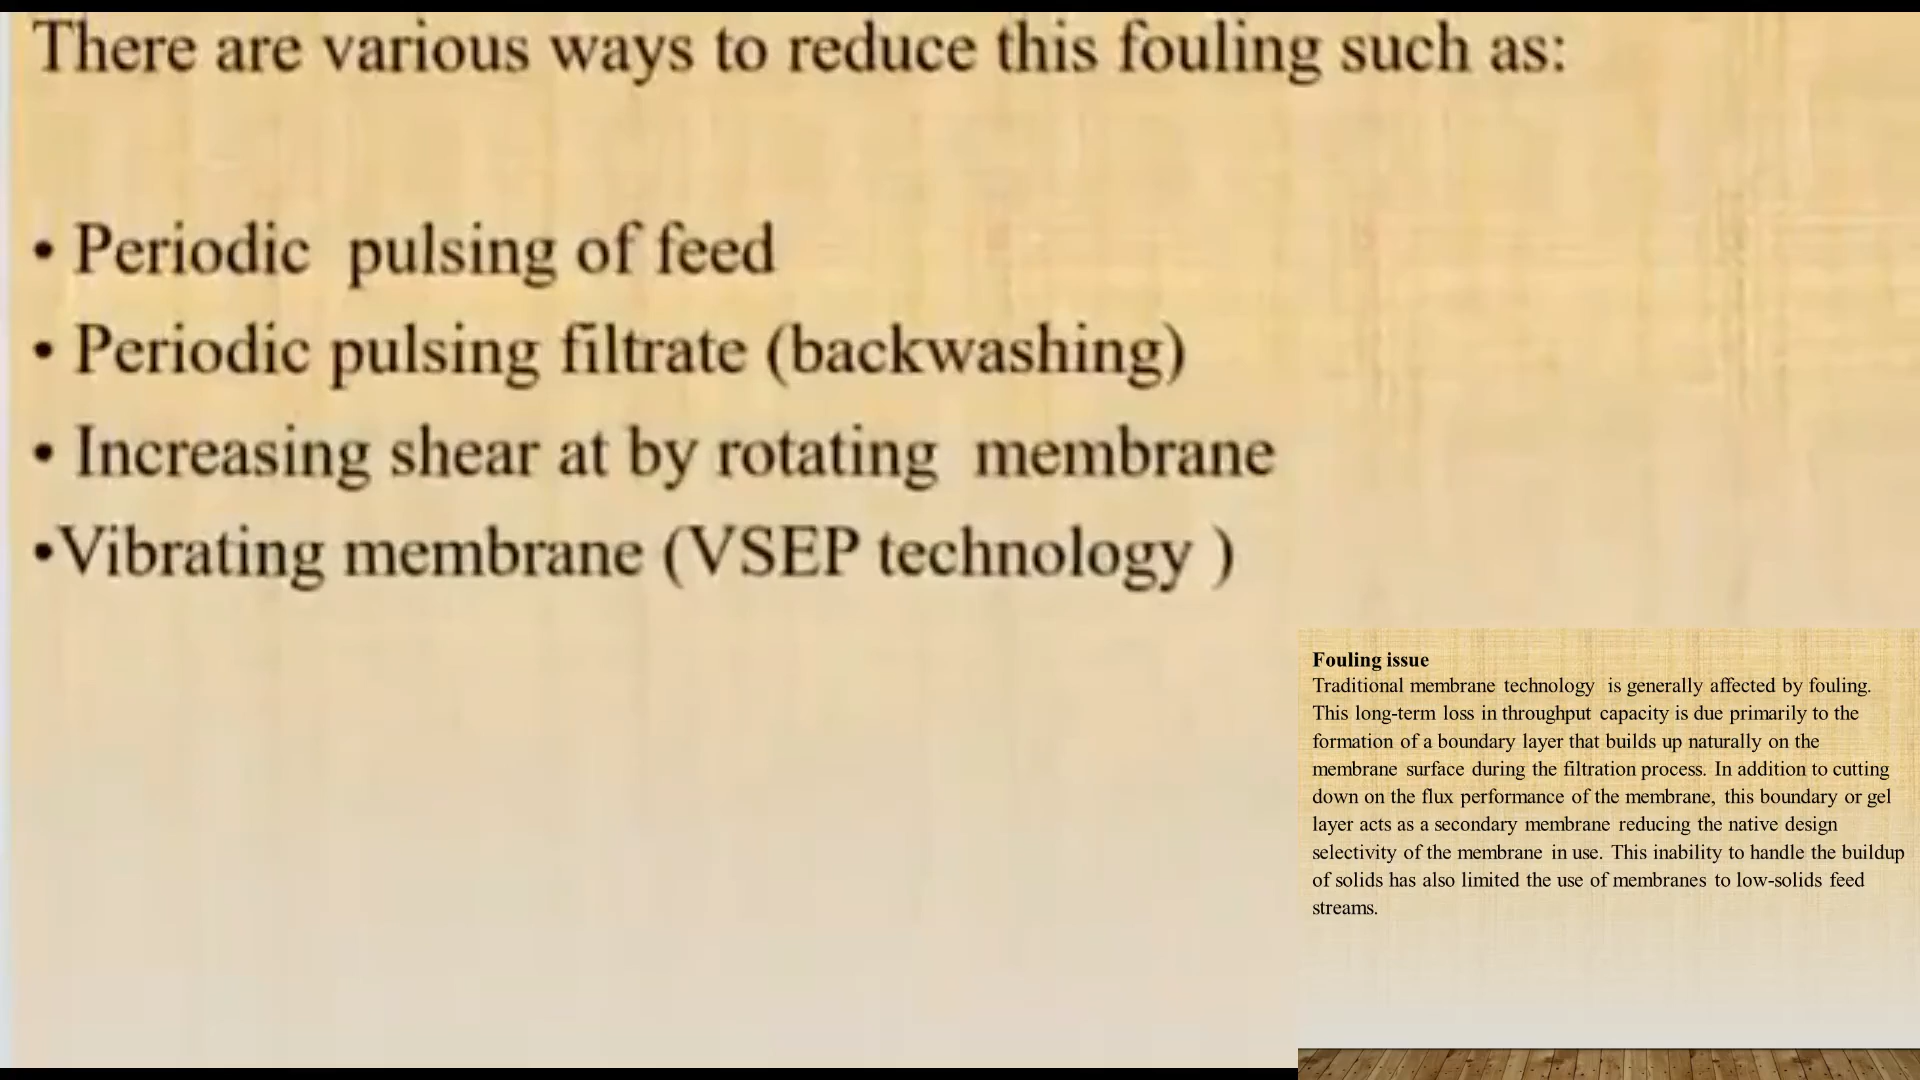 There are various ways to reduce this fouling such as:
• Periodic pulsing of feed
• Periodic pulsing filtrate (backwashing)
• Increasing shear at by rotating membrane
•Vibrating membrane (VSEP technology )
Fouling issue
Traditional membrane technology is generally affected by fouling.
This long-term loss in throughput capacity is due primarily to the
formation of a boundary layer that builds up naturally on the
membrane surface during the filtration process. In addition to cutting
down on the flux performance of the membrane, this boundary or gel
layer acts as a secondary membrane reducing the native design
selectivity of the membrane in use. This inability to handle the buildup
of solids has also limited the use of membranes to low-solids feed
streams.